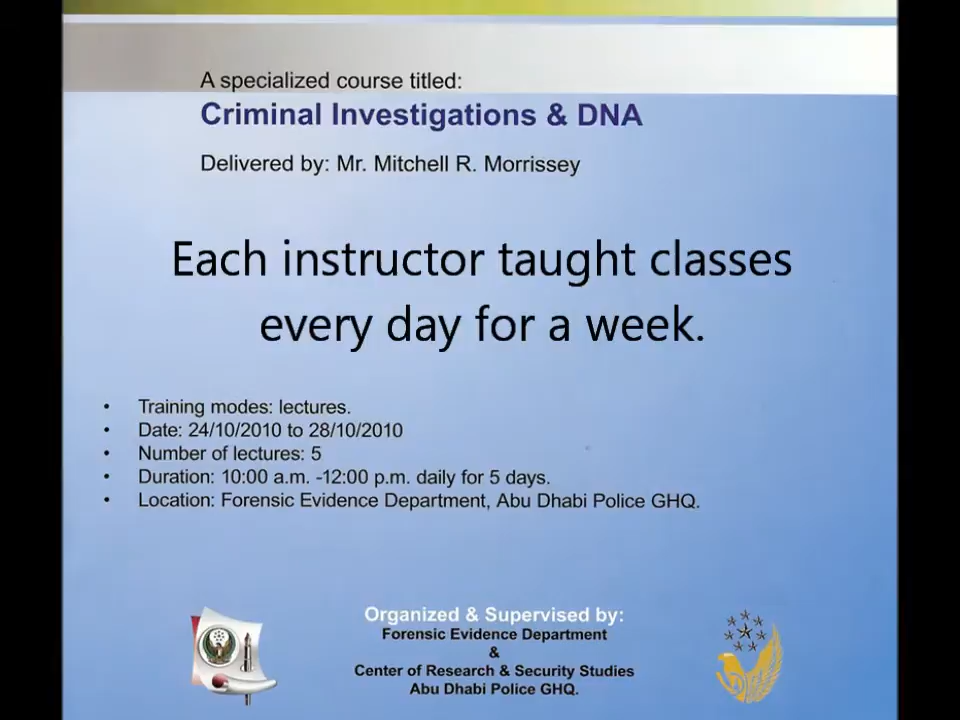 A specialized course titled:
Criminal Investigations & DNA
Delivered by: Mr. Mitchell R. Morrissey
Each instructor taught classes
every day for a week.
• Training modes: lectures.
• Date: 24/10/2010 to 28/10/2010
• Number of lectures: 5
• Duration: 10:00 a.m. -12:00 p.m. daily for 5 days.
• Location: Forensic Evidence Department, Abu Dhabi Police GHQ.
Organized & Supervised by:
Forensic Evidence Department
&
Center of Research & Security Studies
Abu Dhabi Police GHQ.